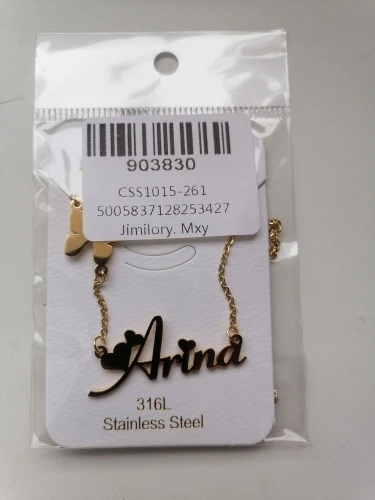 903830
CSS1015-261
5005837128253427
Jimilory. Mxy
Arina
316L
Stainless Steel